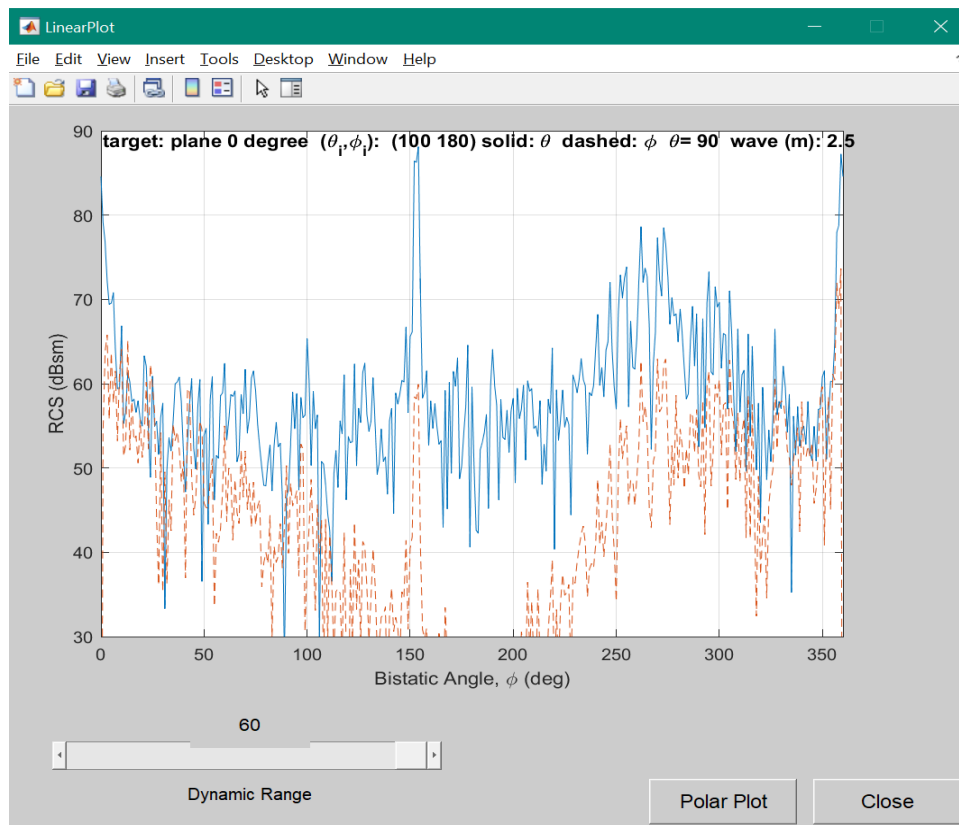 LinearPlot
File Edit View Insert Tools Desktop Window Help
target: plane 0 degree (θi,ϕi): (100 180) solid: θ dashed: ϕ θ= 90 wave (m): 2.5
90
80
70
60
50
40
30
RCS (dBsm)
0 50 100 150 200 250 300 350
Bistatic Angle, ϕ (deg)
60
Dynamic Range
Polar Plot Close